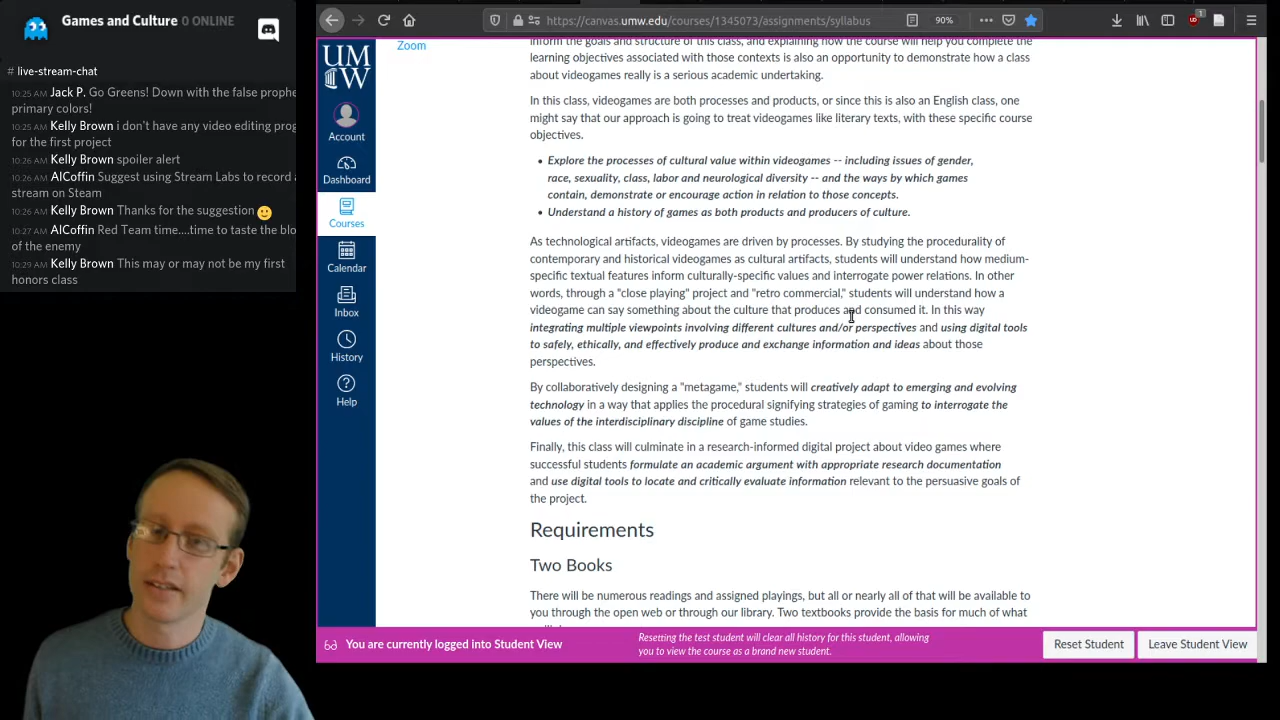 Games and Culture 0 ONLINE
# live-stream-chat
10:25 AM Jack P. Go Greens! Down with the false prophe
primary colors!
10:25 AM Kelly Brown i don't have any video editing prog
for the first project
10:26 AM Kelly Brown spoiler alert
10:26 AM AlCoffin Suggest using Stream Labs to record a
stream on Steam
10:26 AM Kelly Brown Thanks for the suggestion
10:27 AM AlCoffin Red Team time....time to taste the blo
of the enemy
10:29 AM Kelly Brown This may or may not be my first
honors class
https://canvas.umw.edu/courses/1345073/assignments/syllabus
90%
1
UMW
Account
Dashboard
Courses
Calendar
Inbox
History
Help
Zoom
inform the goals and structure of this class, and explaining how the course will help you complete the
learning objectives associated with those contexts is also an opportunity to demonstrate how a class
about videogames really is a serious academic undertaking.
In this class, videogames are both processes and products, or since this is also an English class, one
might say that our approach is going to treat videogames like literary texts, with these specific course
objectives.
• Explore the processes of cultural value within videogames -- including issues of gender,
race, sexuality, class, labor and neurological diversity -- and the ways by which games
contain, demonstrate or encourage action in relation to those concepts.
• Understand a history of games as both products and producers of culture.
As technological artifacts, videogames are driven by processes. By studying the procedurality of
contemporary and historical videogames as cultural artifacts, students will understand how medium-
specific textual features inform culturally-specific values and interrogate power relations. In other
words, through a "close playing" project and "retro commercial," students will understand how a
videogame can say something about the culture that produces and consumed it. In this way
integrating multiple viewpoints involving different cultures and/or perspectives and using digital tools
to safely, ethically, and effectively produce and exchange information and ideas about those
perspectives.
By collaboratively designing a "metagame," students will creatively adapt to emerging and evolving
technology in a way that applies the procedural signifying strategies of gaming to interrogate the
values of the interdisciplinary discipline of game studies.
Finally, this class will culminate in a research-informed digital project about video games where
successful students formulate an academic argument with appropriate research documentation
and use digital tools to locate and critically evaluate information relevant to the persuasive goals of
the project.
Requirements
Two Books
There will be numerous readings and assigned playings, but all or nearly all of that will be available to
you through the open web or through our library. Two textbooks provide the basis for much of what
You are currently logged into Student View
Resetting the test student will clear all history for this student, allowing
you to view the course as a brand new student.
Reset Student
Leave Student View